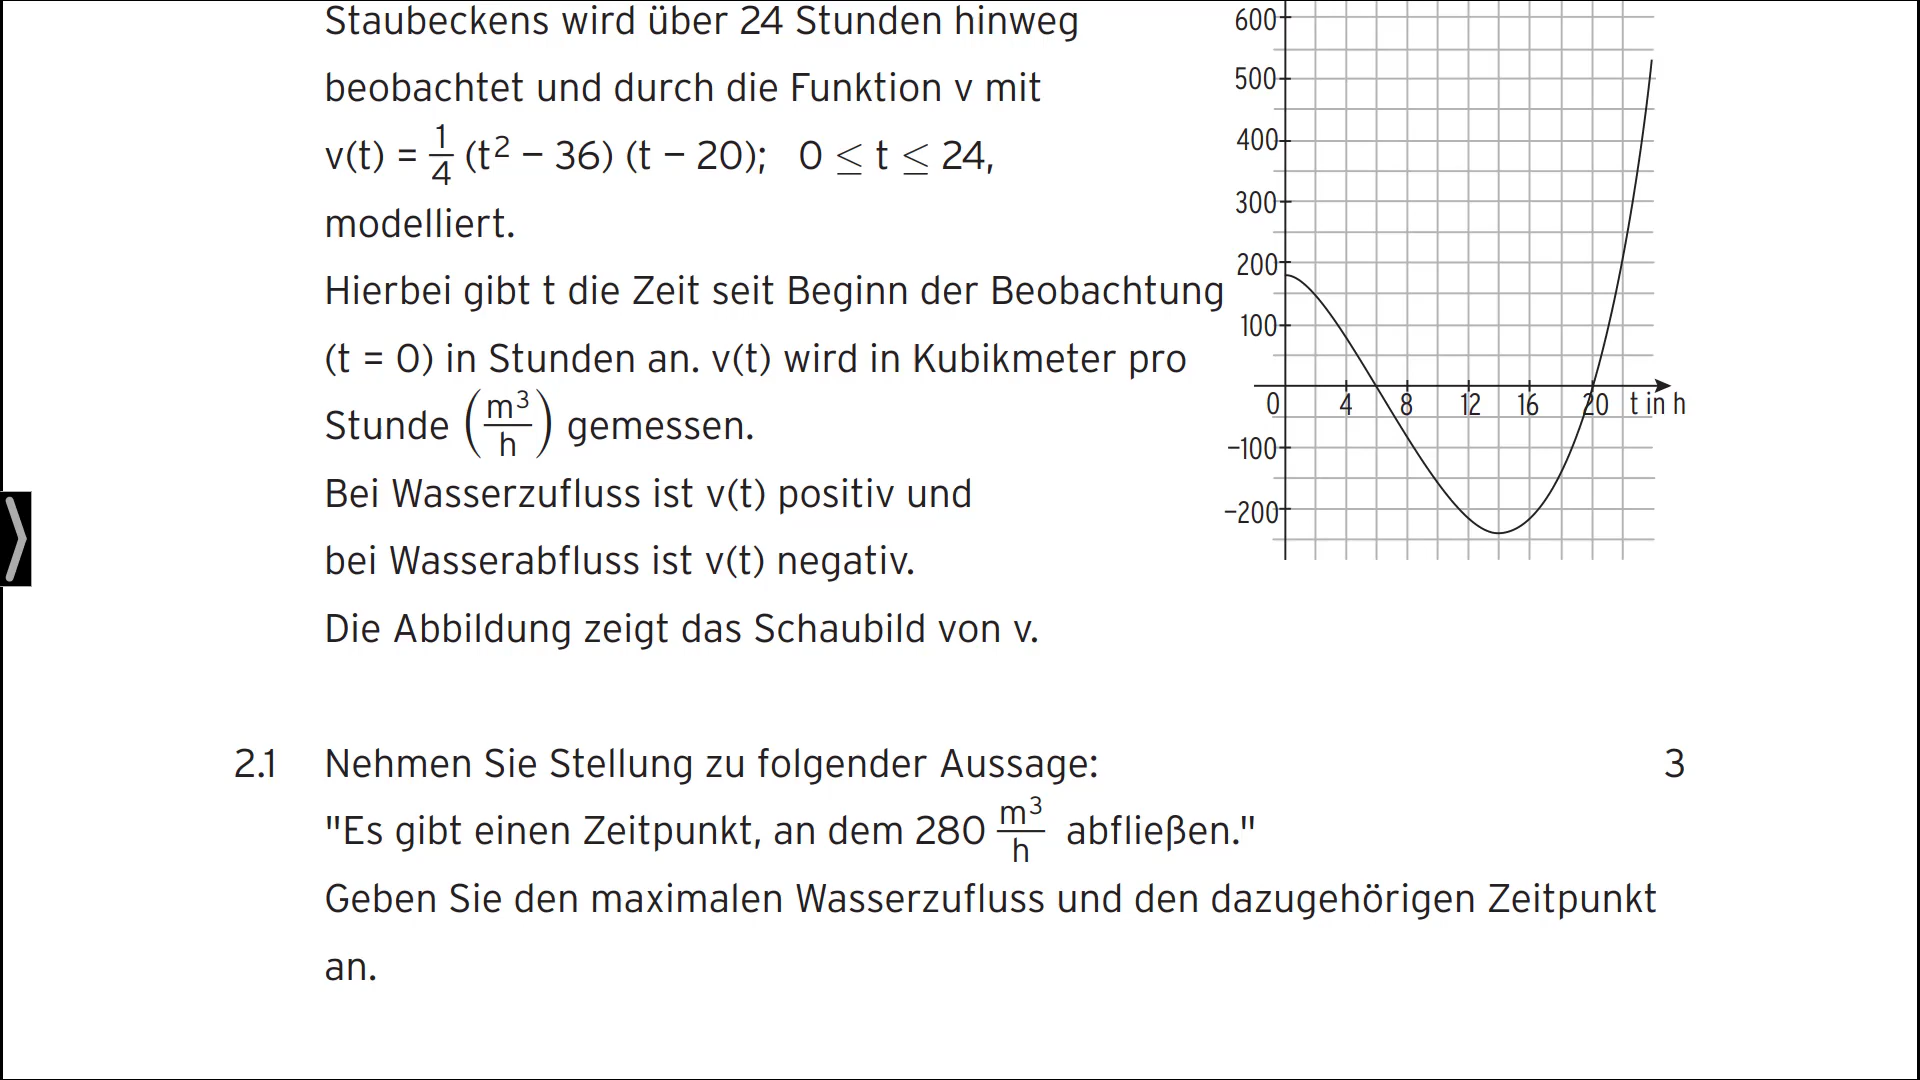 Staubeckens wird über 24 Stunden hinweg
beobachtet und durch die Funktion v mit
v(t) = 1/4 (t² − 36) (t − 20); 0 ≤ t ≤ 24,
modelliert.
Hierbei gibt t die Zeit seit Beginn der Beobachtung
(t = 0) in Stunden an. v(t) wird in Kubikmeter pro
Stunde (m³/h) gemessen.
Bei Wasserzufluss ist v(t) positiv und
bei Wasserabfluss ist v(t) negativ.
Die Abbildung zeigt das Schaubild von v.
600
500
400
300
200
100
0 4 8 12 16 20 t in h
−100
−200
2.1 Nehmen Sie Stellung zu folgender Aussage: 3
"Es gibt einen Zeitpunkt, an dem 280 m³/h abfließen."
Geben Sie den maximalen Wasserzufluss und den dazugehörigen Zeitpunkt
an.